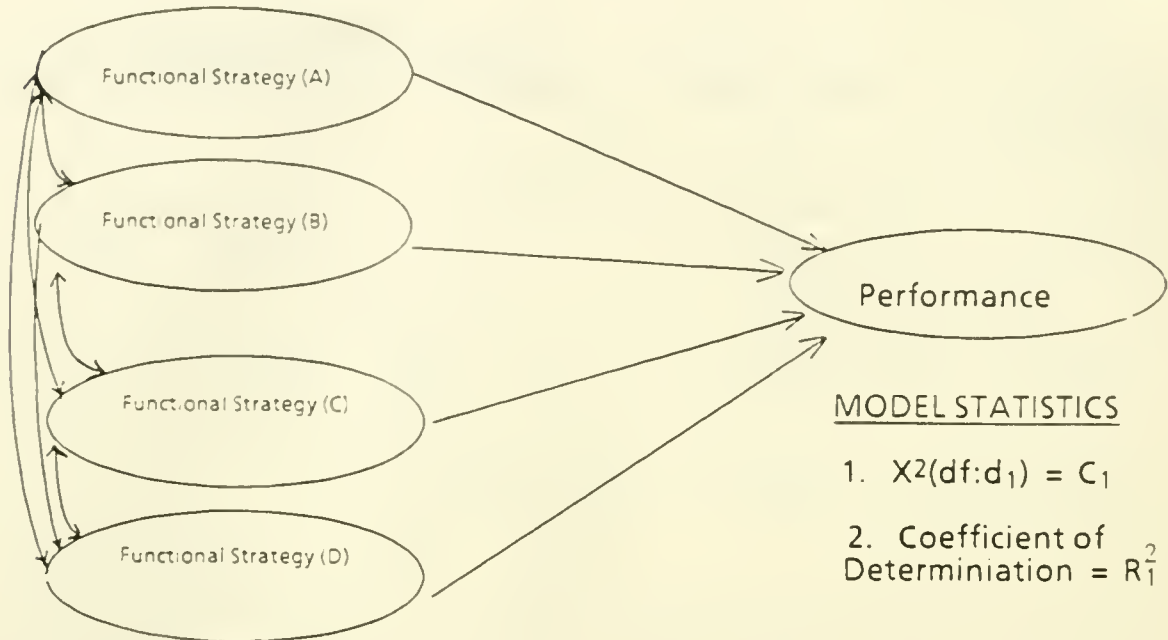 Functional Strategy (A)
Functional Strategy (B)
Performance
Functional Strategy (C)
Functional Strategy (D)
MODEL STATISTICS
1. X²(df:d₁) = C₁
2. Coefficient of
Determiniation = R₁²